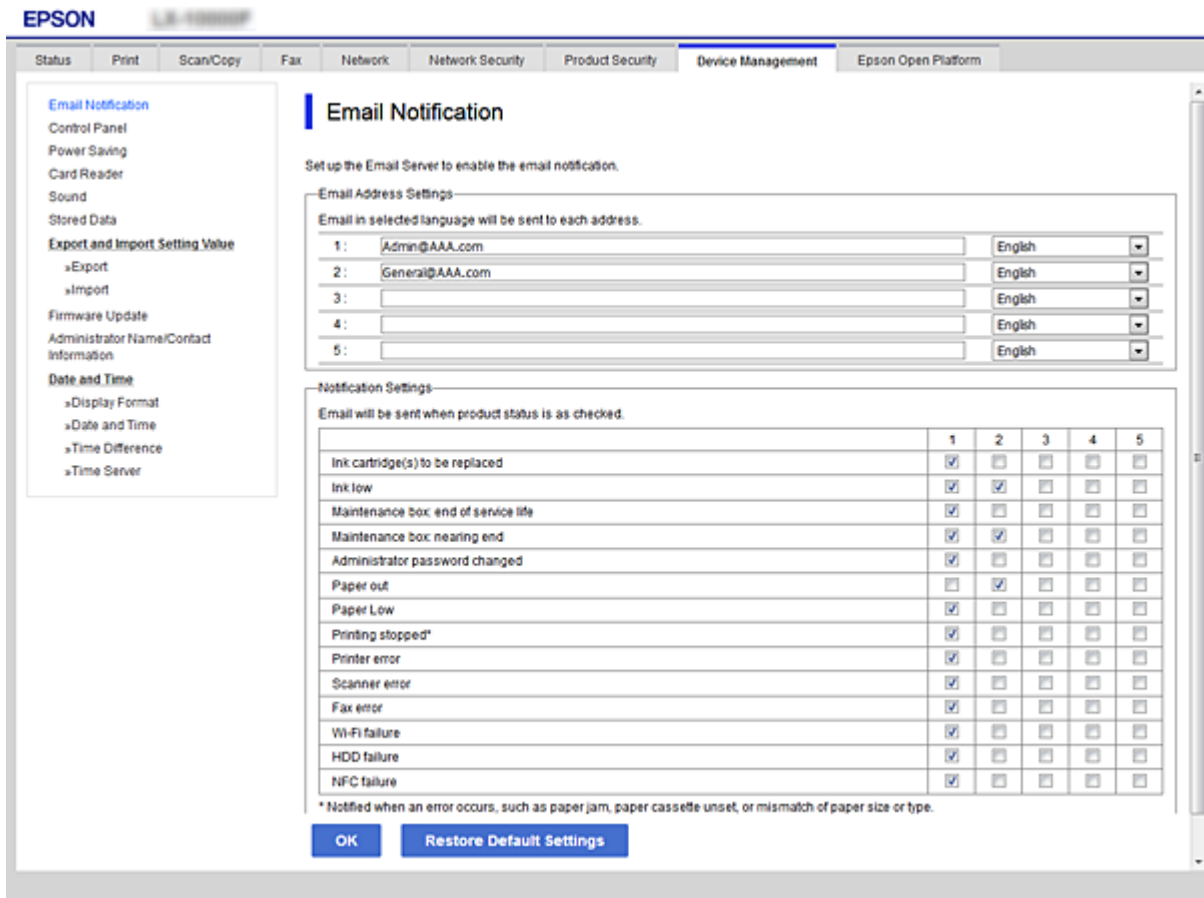 EPSON
Status Print Scan/Copy Fax Network Network Security Product Security Device Management Epson Open Platform
Email Notification
Control Panel
Power Saving
Card Reader
Sound
Stored Data
Export and Import Setting Value
»Export
»Import
Firmware Update
Administrator Name/Contact
Information
Date and Time
»Display Format
»Date and Time
»Time Difference
»Time Server
Email Notification
Set up the Email Server to enable the email notification.
Email Address Settings
Email in selected language will be sent to each address.
1 : Admin@AAA.com English
2 : General@AAA.com English
3 : English
4 : English
5 : English
Notification Settings
Email will be sent when product status is as checked.
1 2 3 4 5
Ink cartridge(s) to be replaced
Ink low
Maintenance box: end of service life
Maintenance box: nearing end
Administrator password changed
Paper out
Paper Low
Printing stopped*
Printer error
Scanner error
Fax error
Wi-Fi failure
HDD failure
NFC failure
* Notified when an error occurs, such as paper jam, paper cassette unset, or mismatch of paper size or type.
OK Restore Default Settings